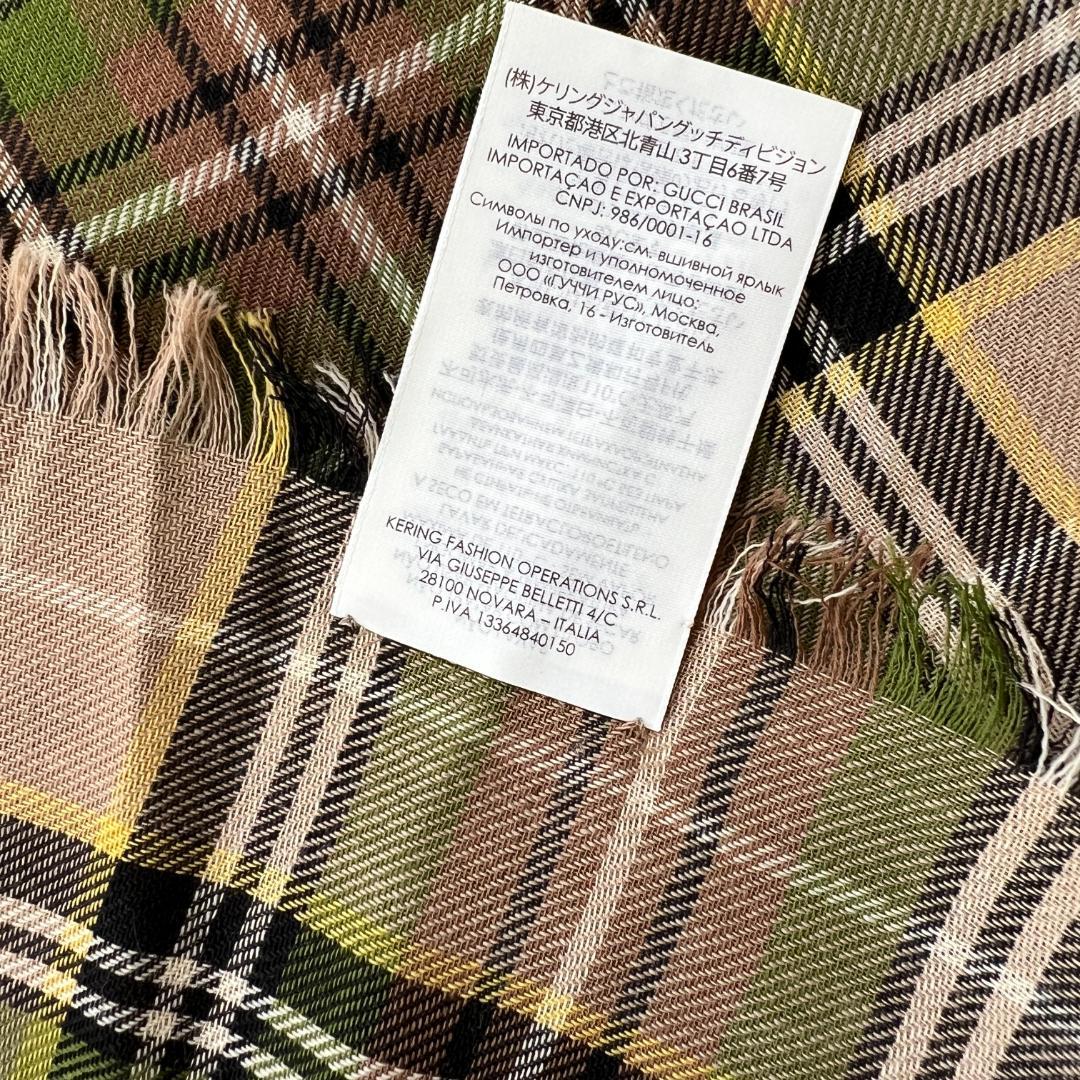 (株)ケリングジャパングッチディビジョン
東京都港区北青山3丁目6番7号
IMPORTADO POR: GUCCI BRASIL
IMPORTAÇAO E EXPORTAÇAO LTDA
CNPJ: 986/0001-16
Символы по уходу:см. вшивной ярлык
Импортер и уполномоченное
изготовителем лицо:
ООО «ГУЧЧИ РУС», Москва,
Петровка, 16 - Изготовитель
KERING FASHION OPERATIONS S.R.L.
VIA GIUSEPPE BELLETTI 4/C
28100 NOVARA – ITALIA
P.IVA 13364840150